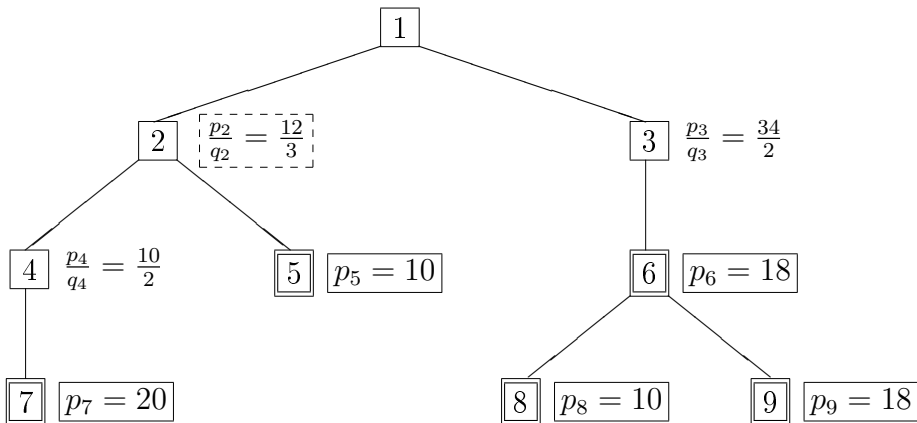 1
2 p₂/q₂ = 12/3 3 p₃/q₃ = 34/2
4 p₄/q₄ = 10/2 5 p₅ = 10 6 p₆ = 18
7 p₇ = 20 8 p₈ = 10 9 p₉ = 18